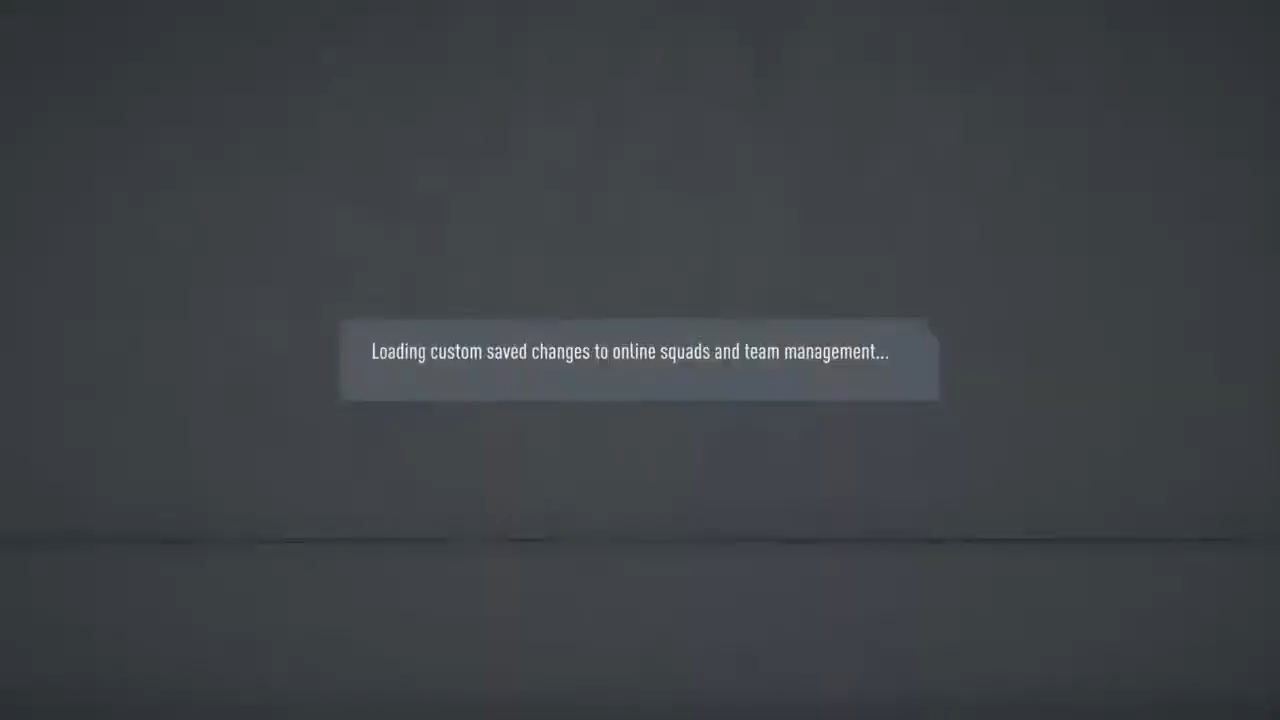 Loading custom saved changes to online squads and team management...